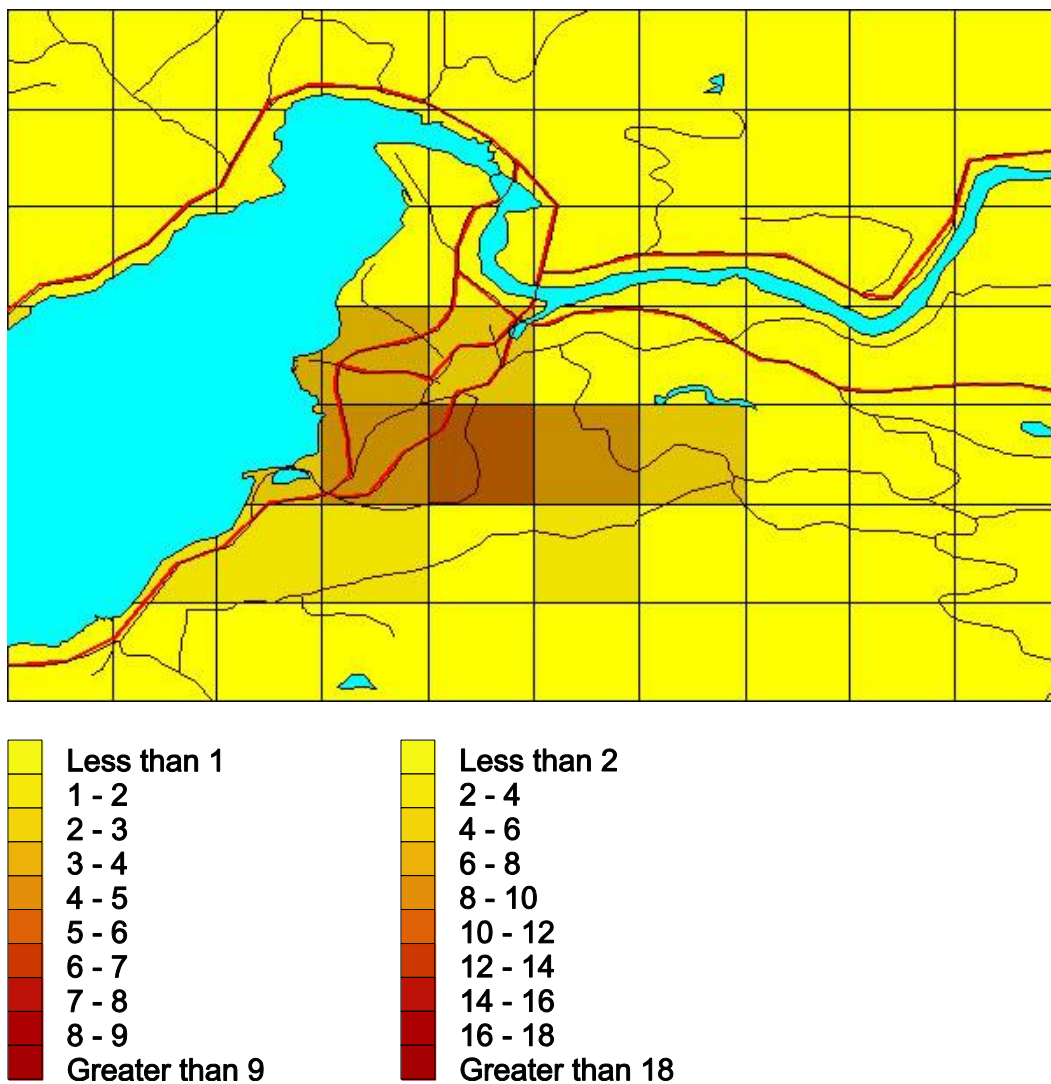 Less than 1
1 - 2
2 - 3
3 - 4
4 - 5
5 - 6
6 - 7
7 - 8
8 - 9
Greater than 9
Less than 2
2 - 4
4 - 6
6 - 8
8 - 10
10 - 12
12 - 14
14 - 16
16 - 18
Greater than 18